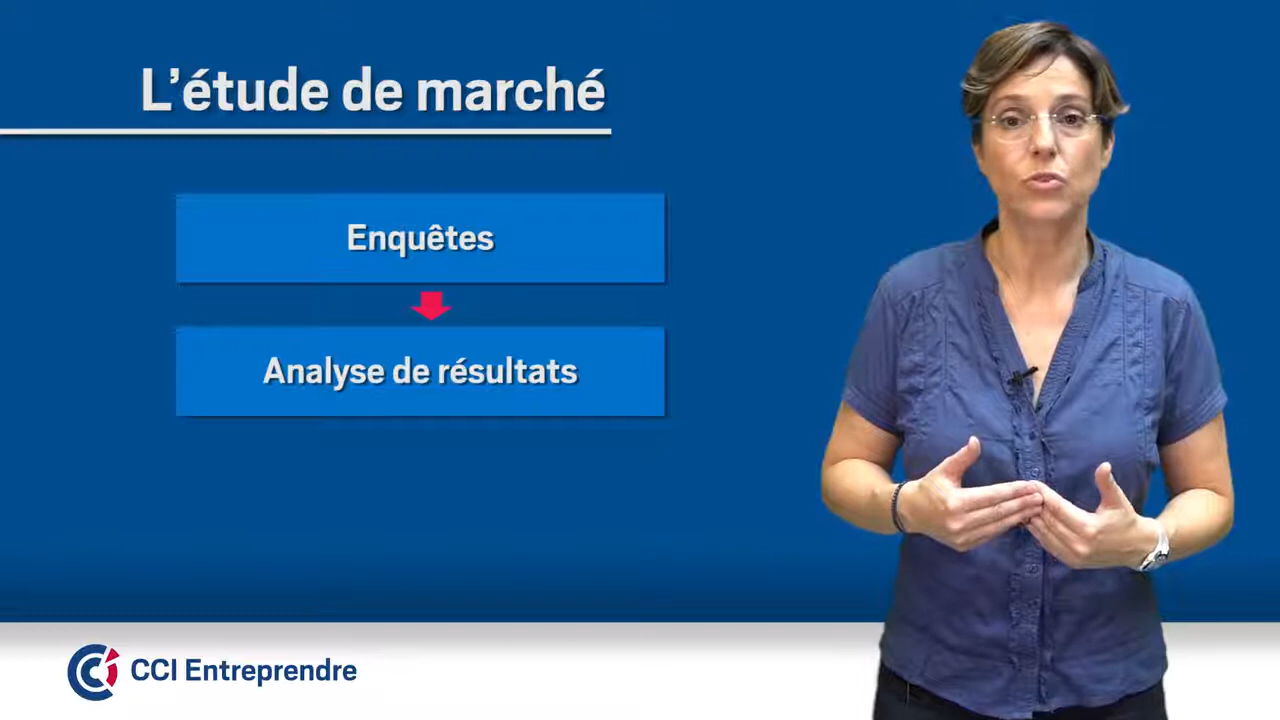 L’étude de marché
Enquêtes
Analyse de résultats
CCI Entreprendre